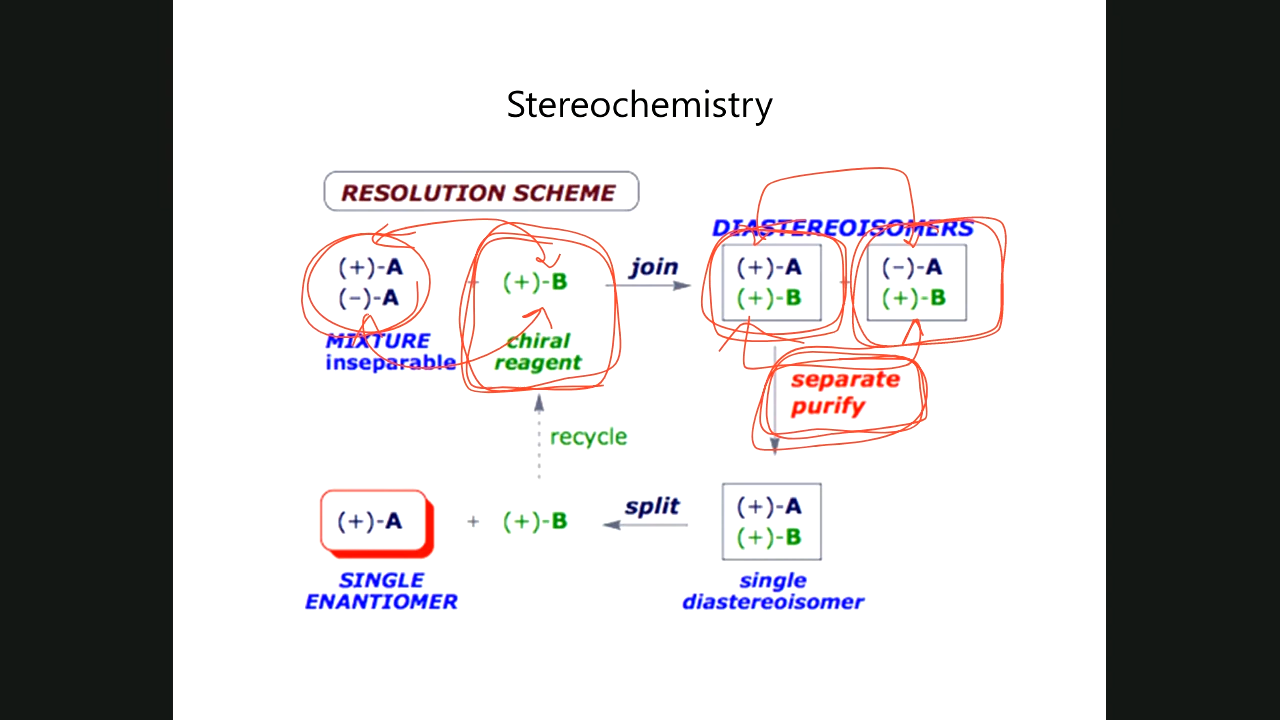 Stereochemistry
RESOLUTION SCHEME
DIASTEREOISOMERS
(+)-A
(−)-A
+
(+)-B
join
(+)-A
(+)-B
+
(−)-A
(+)-B
MIXTURE
inseparable
chiral
reagent
separate
purify
recycle
(+)-A
+
(+)-B
split
(+)-A
(+)-B
SINGLE
ENANTIOMER
single
diastereoisomer